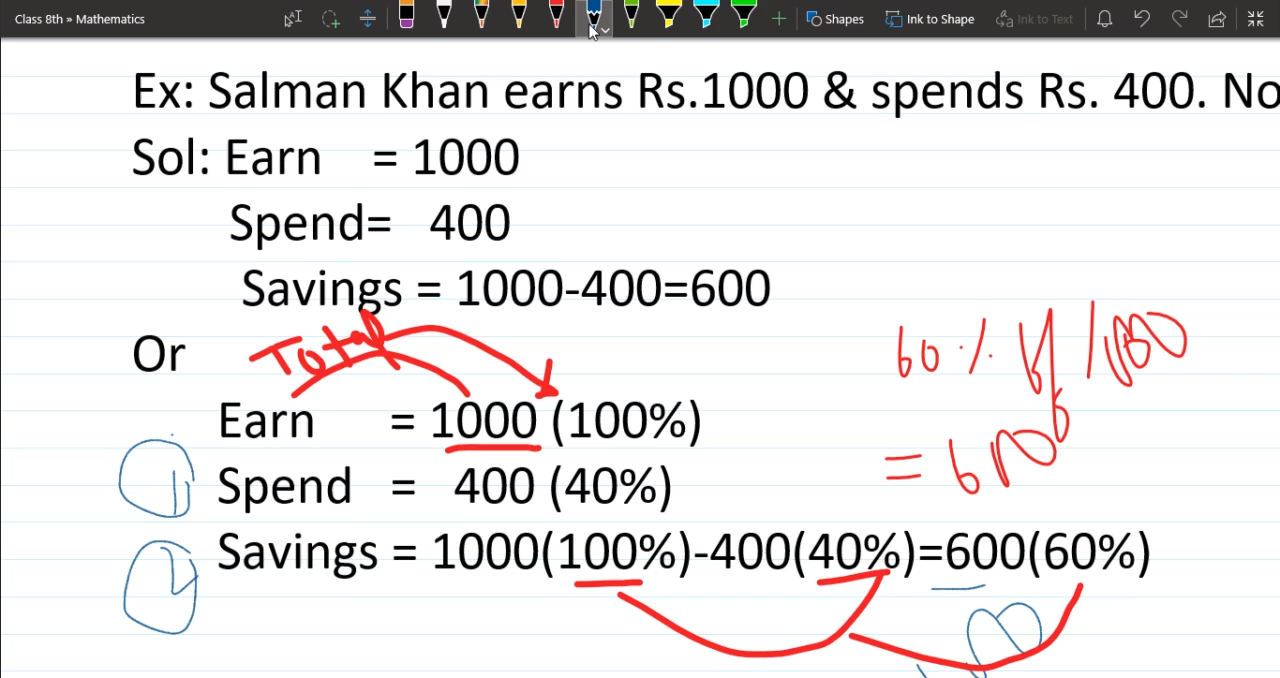 Class 8th » Mathematics
Shapes
Ink to Shape
Ink to Text
Ex: Salman Khan earns Rs.1000 & spends Rs. 400. No
Sol: Earn = 1000
Spend= 400
Savings = 1000-400=600
Or
Total
60 % of 1000
Earn = 1000 (100%)
= 600
1
Spend = 400 (40%)
2
Savings = 1000(100%)-400(40%)=600(60%)